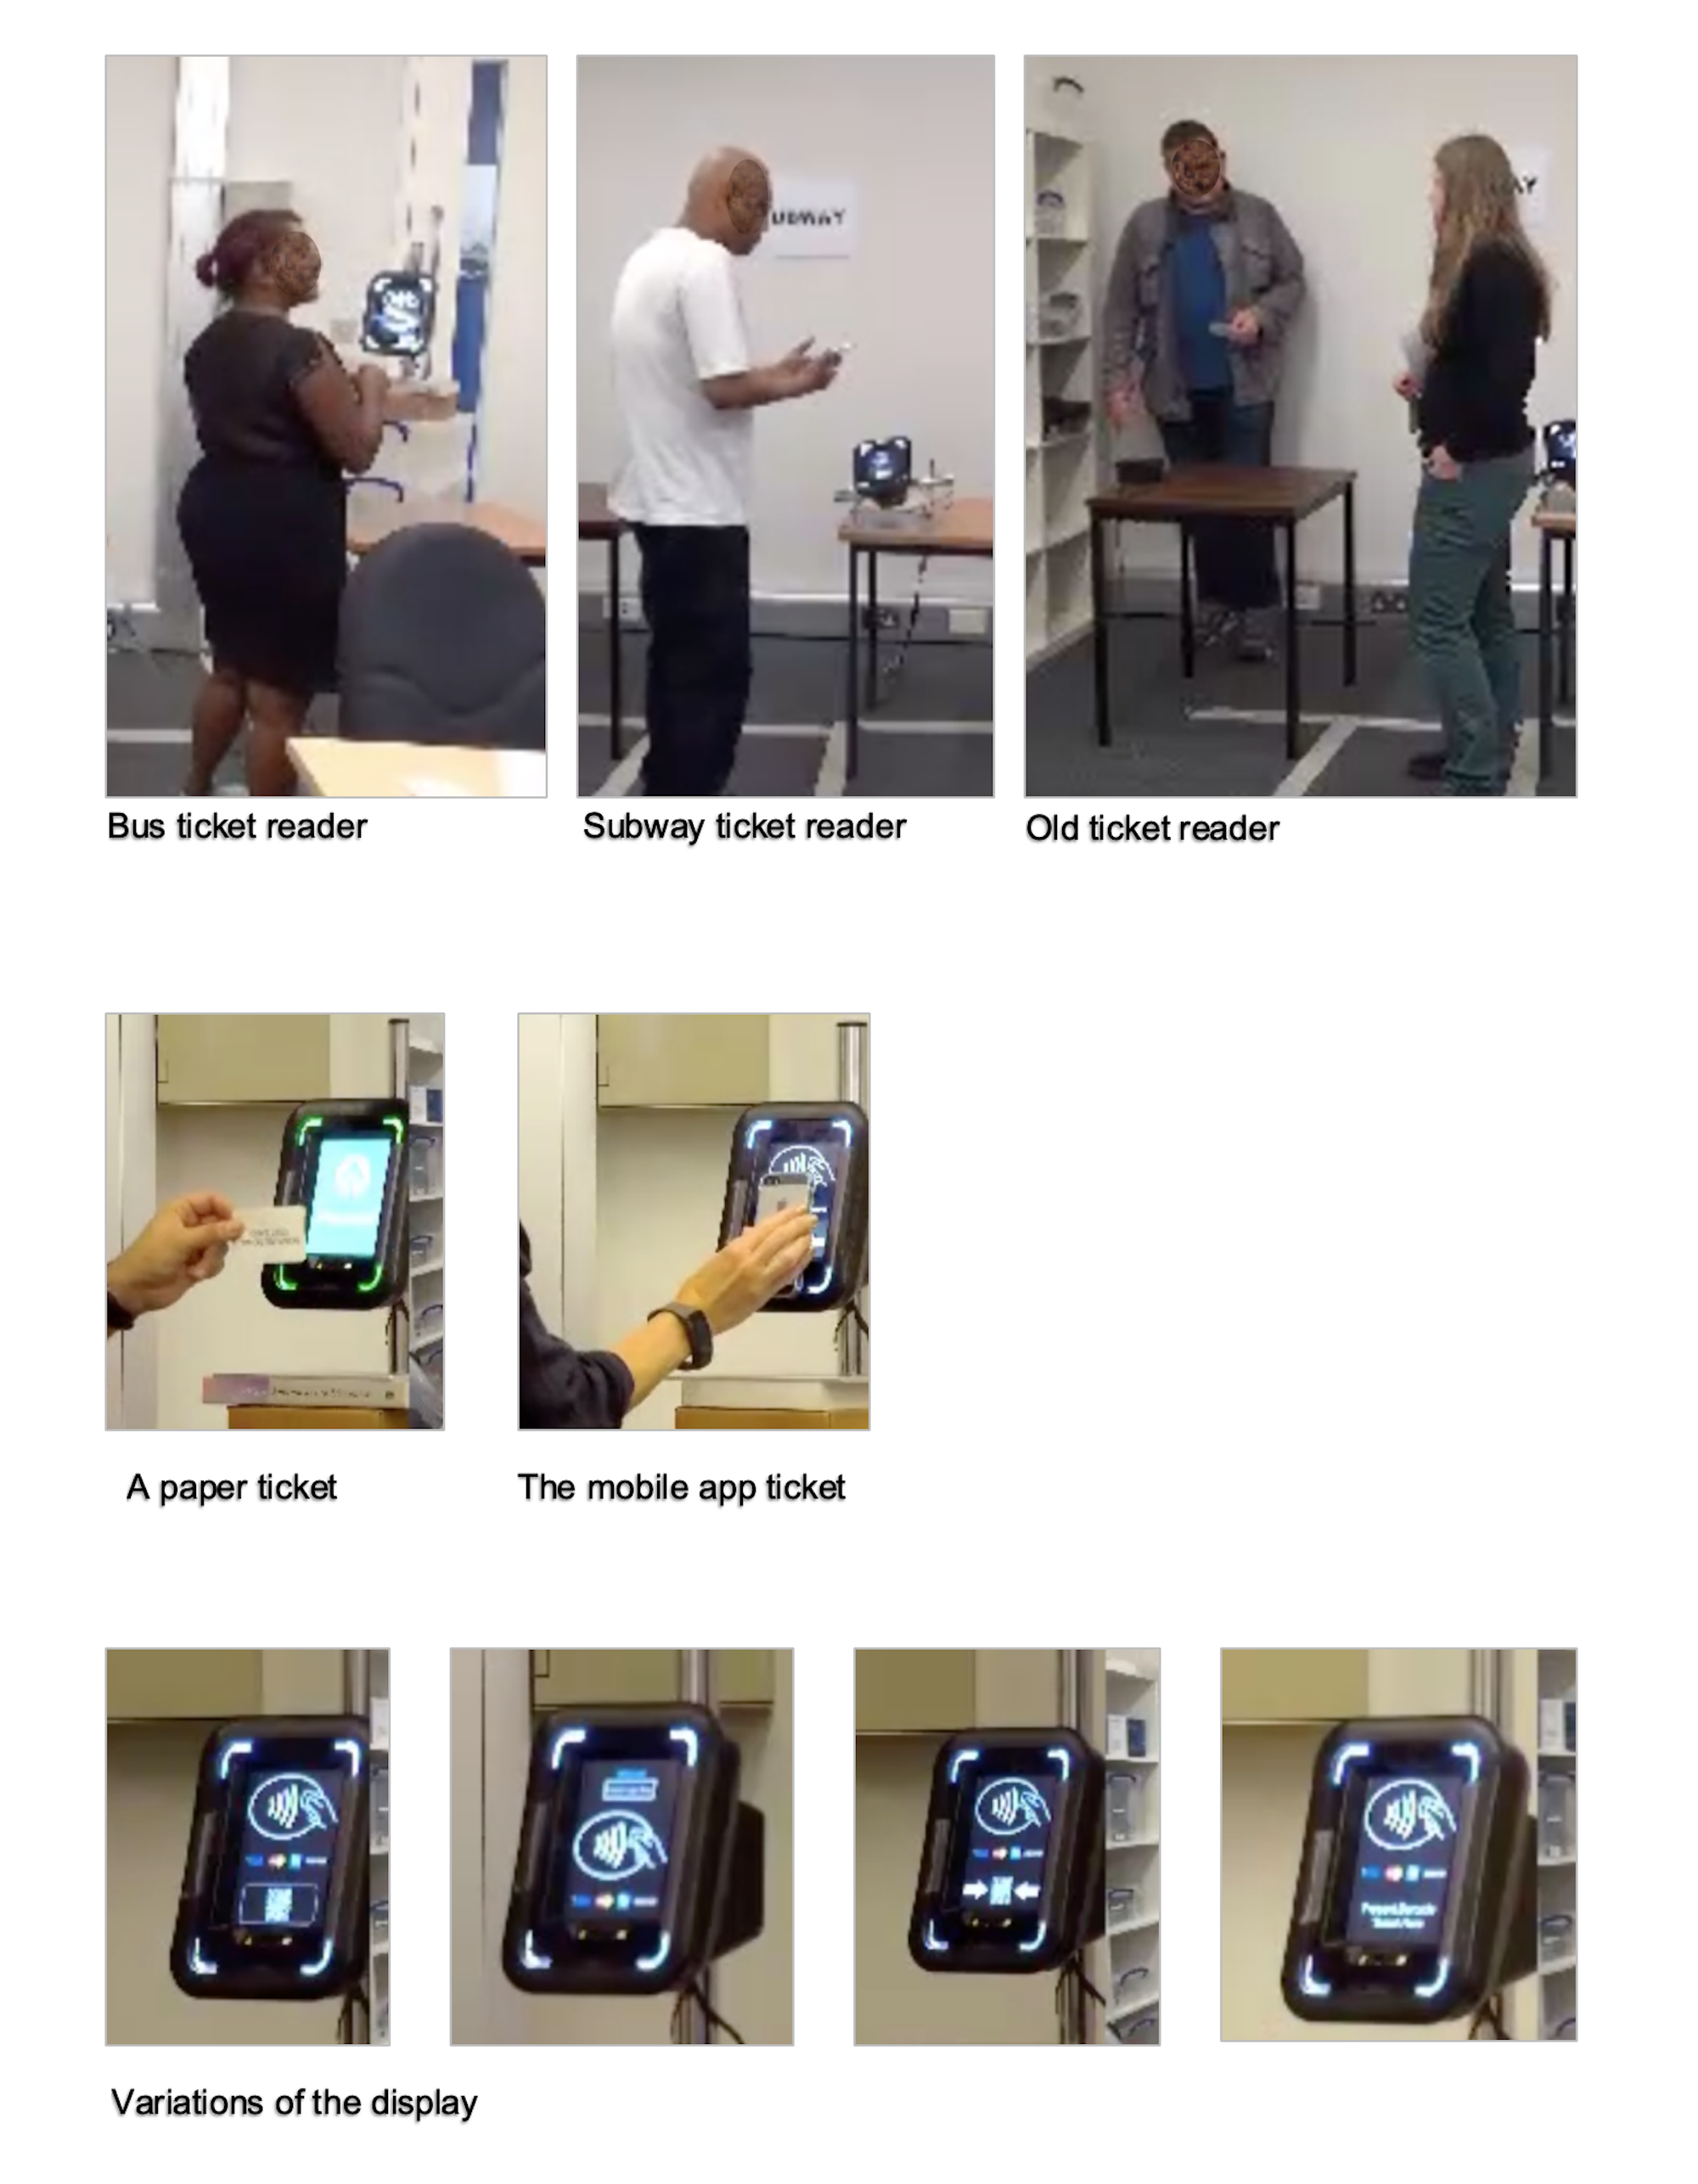 UBWAY
AY
Bus ticket reader
Subway ticket reader
Old ticket reader
A paper ticket
The mobile app ticket
Variations of the display